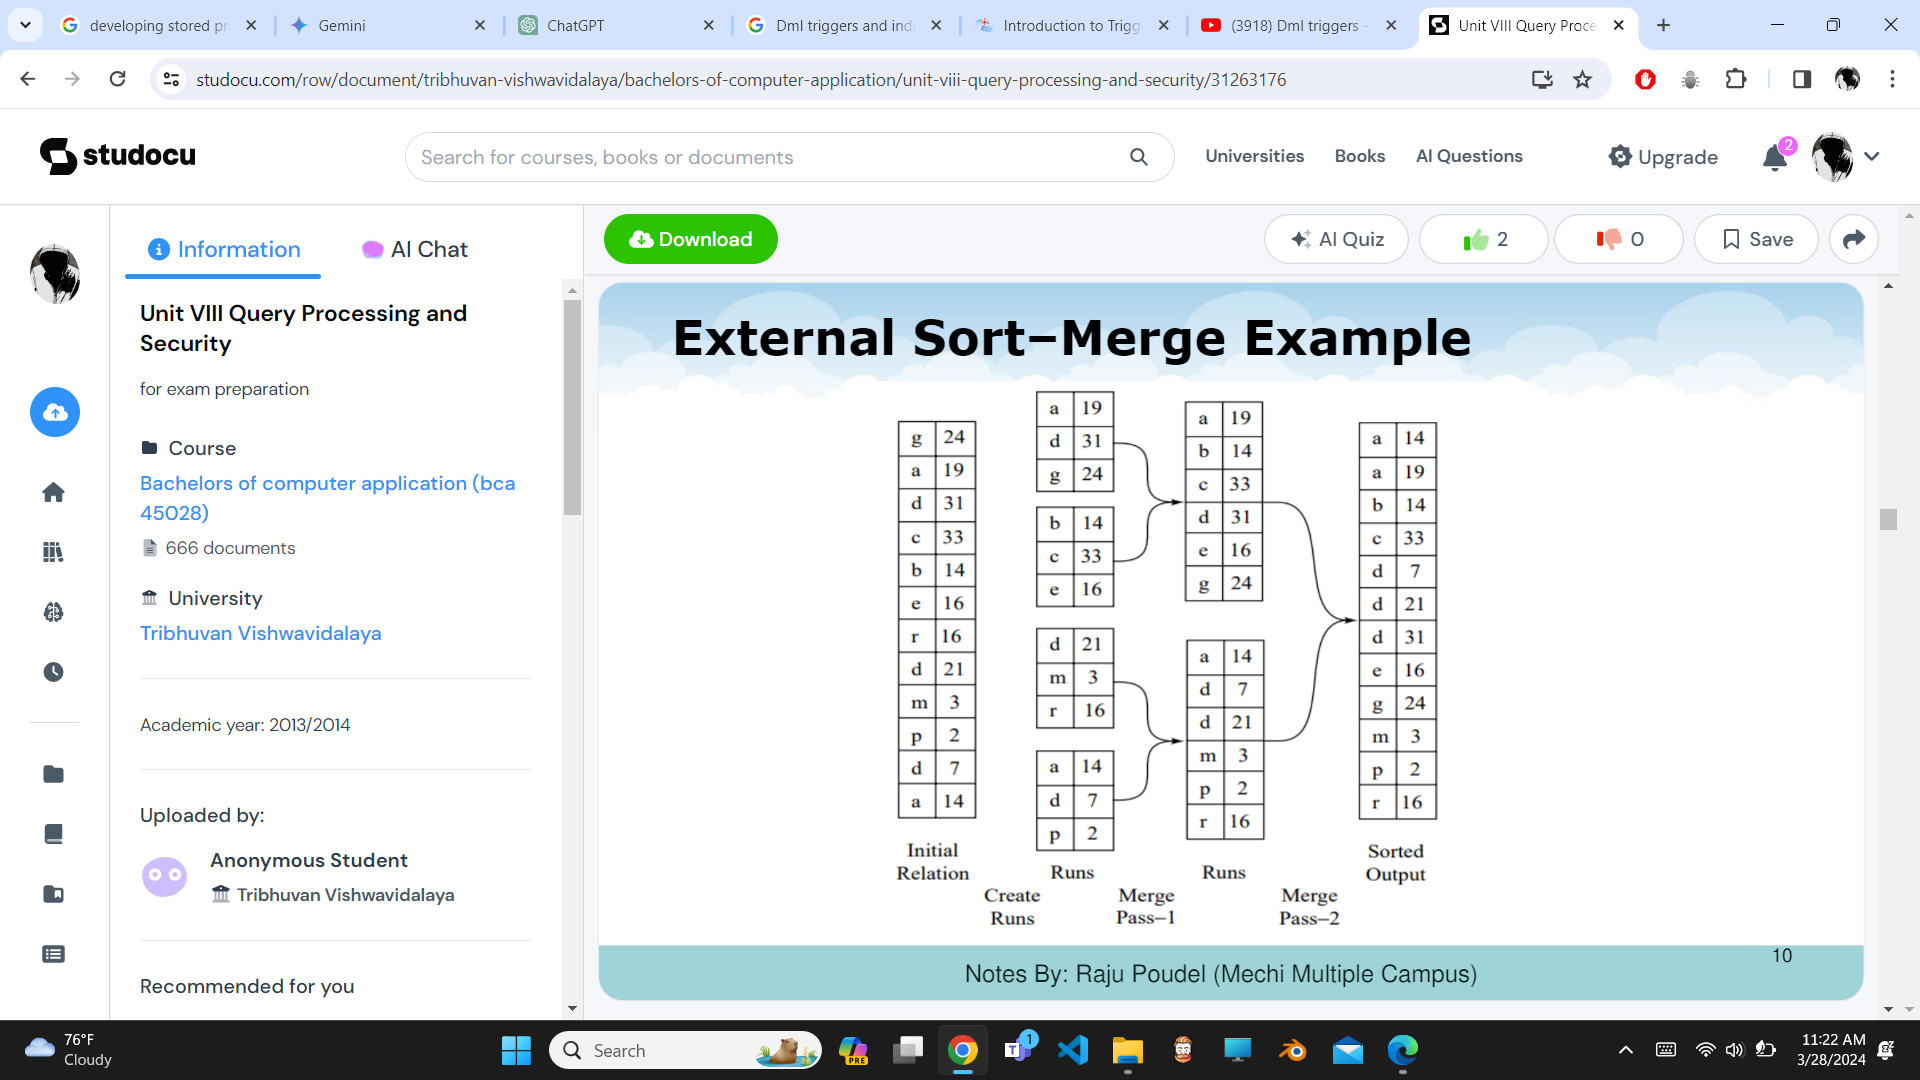 developing stored pr
Gemini
ChatGPT
Dml triggers and ind
Introduction to Trigg
(3918) Dml triggers -
Unit VIII Query Proce
studocu.com/row/document/tribhuvan-vishwavidalaya/bachelors-of-computer-application/unit-viii-query-processing-and-security/31263176
studocu
Search for courses, books or documents
Universities
Books
AI Questions
Upgrade
2
Information
AI Chat
Download
AI Quiz
2
0
Save
Unit VIII Query Processing and
Security
for exam preparation
Course
Bachelors of computer application (bca
45028)
666 documents
University
Tribhuvan Vishwavidalaya
Academic year: 2013/2014
Uploaded by:
Anonymous Student
Tribhuvan Vishwavidalaya
Recommended for you
External Sort–Merge Example
g 24
a 19
d 31
c 33
b 14
e 16
r 16
d 21
m 3
p 2
d 7
a 14
Initial
Relation
Create
Runs
a 19
d 31
g 24
b 14
c 33
e 16
d 21
m 3
r 16
a 14
d 7
p 2
Runs
Merge
Pass–1
a 19
b 14
c 33
d 31
e 16
g 24
a 14
d 7
d 21
m 3
p 2
r 16
Runs
Merge
Pass–2
a 14
a 19
b 14
c 33
d 7
d 21
d 31
e 16
g 24
m 3
p 2
r 16
Sorted
Output
10
Notes By: Raju Poudel (Mechi Multiple Campus)
76°F
Cloudy
Search
PRE
1
11:22 AM
3/28/2024